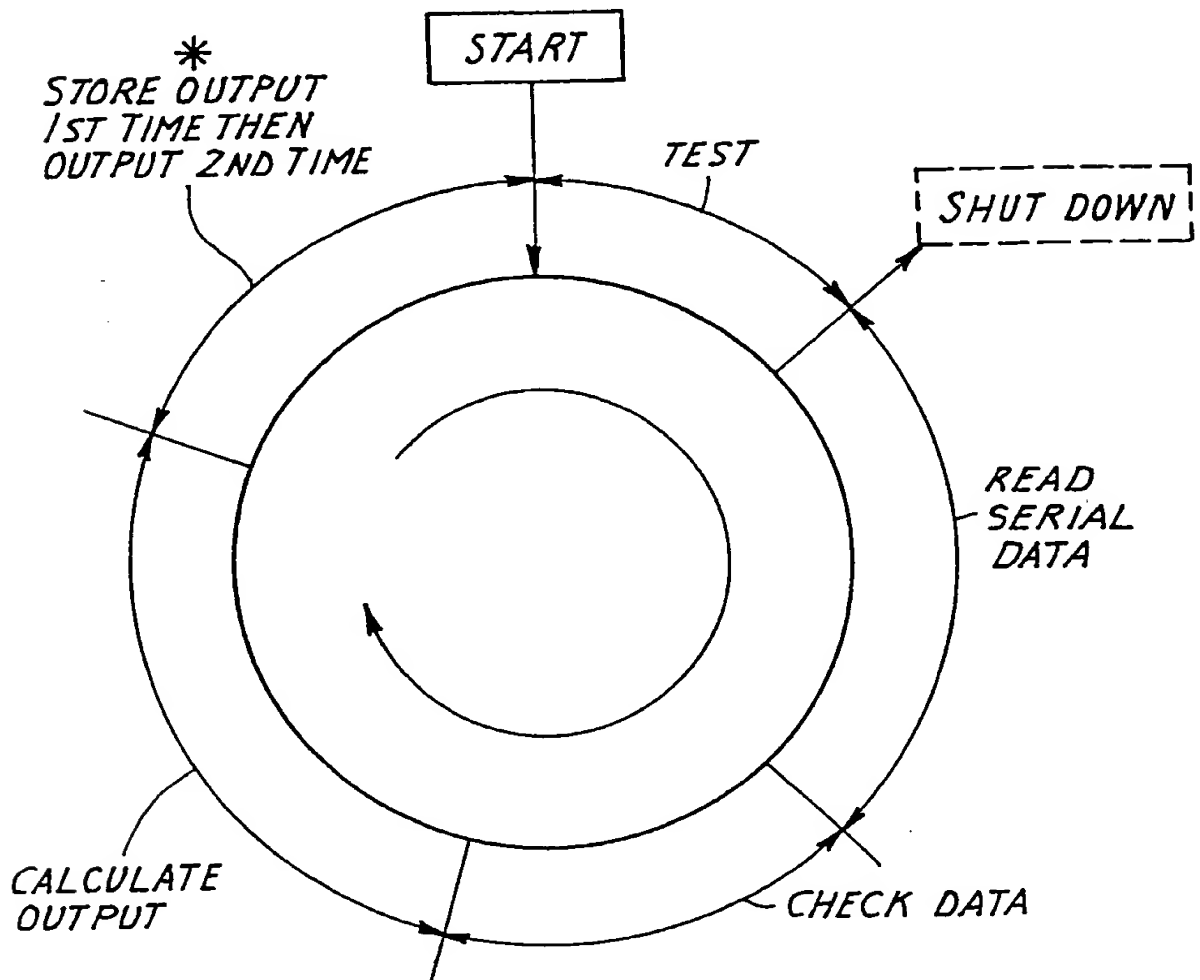 *
STORE OUTPUT
1ST TIME THEN
OUTPUT 2ND TIME
START
TEST
SHUT DOWN
READ
SERIAL
DATA
CHECK DATA
CALCULATE
OUTPUT